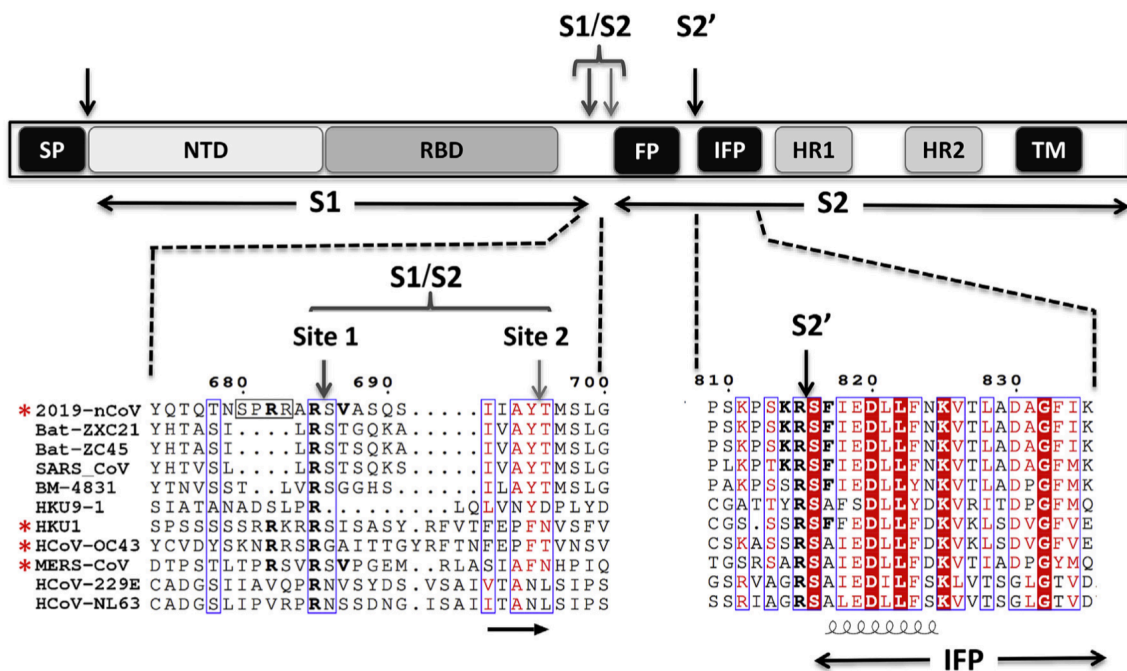 S1/S2 S2’
SP NTD RBD FP IFP HR1 HR2 TM
S1 S2
S1/S2
Site 1 Site 2 S2’
680 690 700 810 820 830
* 2019-nCoV YQTQTNSPRRARSVASQS.....IIAYTMSLG PSKPSKRSFIEDLLFNKVTLADAGFIK
Bat-ZXC21 YHTASI....LRSTGQKA.....IVAYTMSLG PSKPSKRSFIEDLLFNKVTLADAGFIK
Bat-ZC45 YHTASI....LRSTSQKA.....IVAYTMSLG PSKPSKRSFIEDLLFNKVTLADAGFIK
SARS_CoV YHTVSL....LRSTSQKS.....IVAYTMSLG PLKPTKRSFIEDLLFNKVTLADAGFMK
BM-4831 YTNVSST..LVRSGGHS......ILAYTMSLG PAKPSSRSFIEDLLFNKVTLADPGFMK
HKU9-1 SIATANADSLPR.........LQLVNYDPLYD CGATTYRSAFSDLLYDKVRITDPGFMQ
* HKU1 SPSSSSSRRKRRSISASY.RFVTFEPFNVSFV CGS.SSRSFFEDLLFDKVKLSDVGFVE
* HCoV-OC43 YCVDYSKNRRSRGAITTGYRFTNFEPFTVNSV CSKASSRSAIEDLLFDKVKLSDVGFVE
* MERS-CoV DTPSTLTPRSVRSVPGEM..RLASIAFNHPIQ TGSRSARSAIEDLLFDKVTIADPGYMQ
HCoV-229E CADGSIIAVQPRNVSYDS.VSAIVTANLSIPS GSRVAGRSAIEDILFSKLVTSGLGTVD
HCoV-NL63 CADGSLIPVRPRNSSDNG.ISAIITANLSIPS SSRIAGRSALEDLLFSKVVTSGLGTVD
IFP